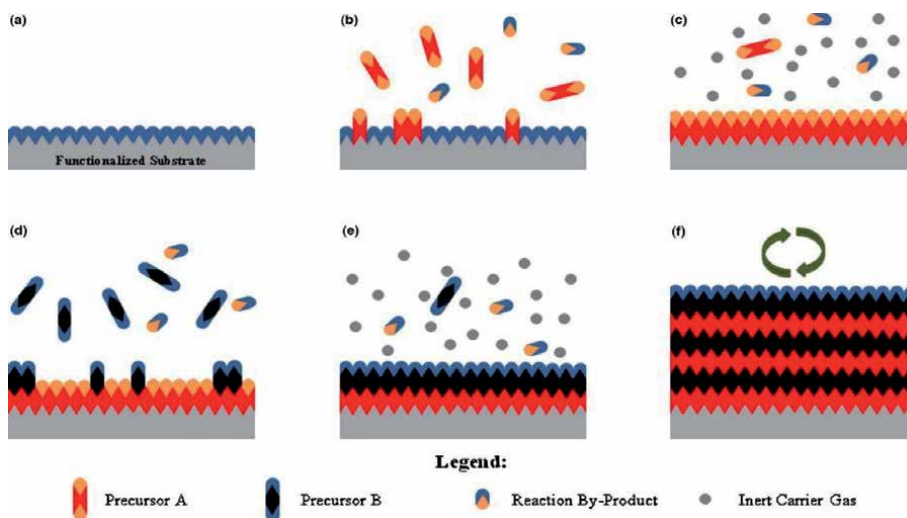 (a)
(b)
(c)
Functionalized Substrate
(d)
(e)
(f)
Legend:
Precursor A
Precursor B
Reaction By-Product
Inert Carrier Gas